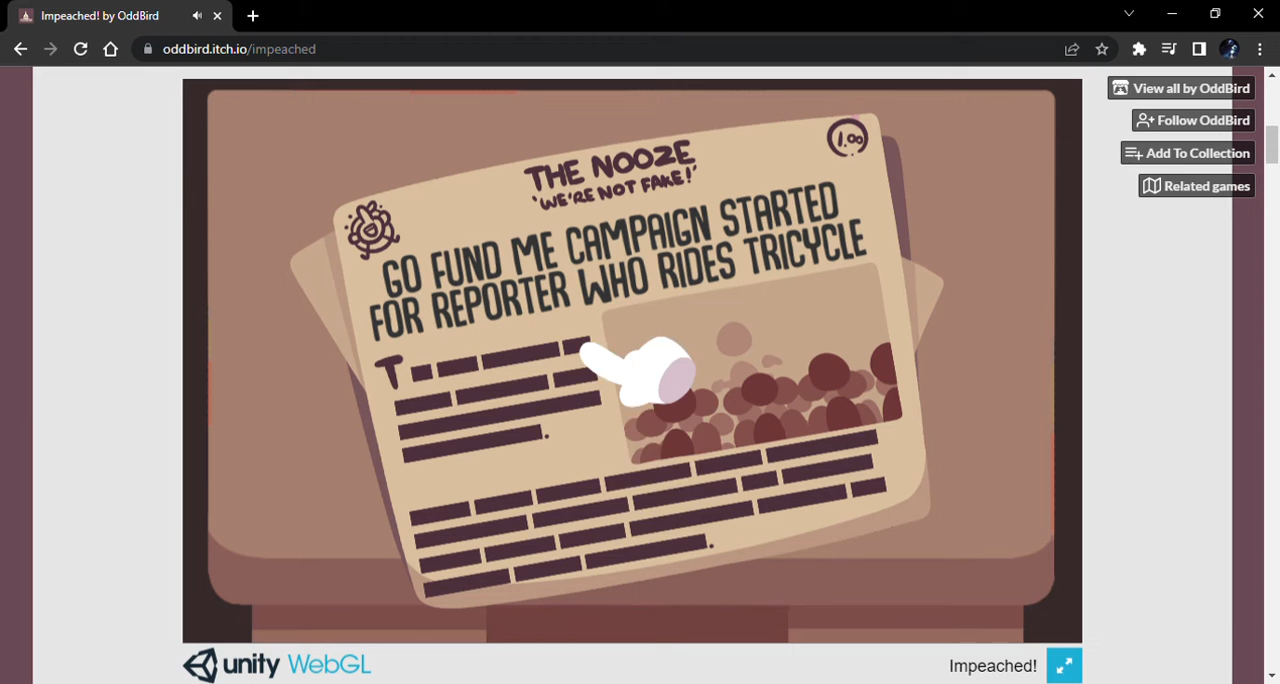 Impeached! by OddBird
oddbird.itch.io/impeached
View all by OddBird
Follow OddBird
Add To Collection
Related games
THE NOOZE
'WE'RE NOT FAKE!'
1.00
GO FUND ME CAMPAIGN STARTED
FOR REPORTER WHO RIDES TRICYCLE
T
unity WebGL
Impeached!